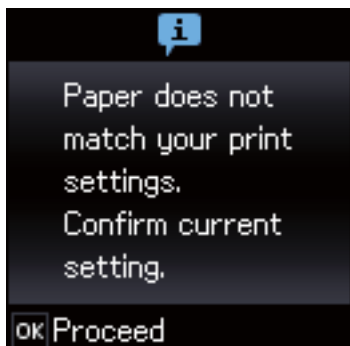 i
Paper does not
match your print
settings.
Confirm current
setting.
OK Proceed